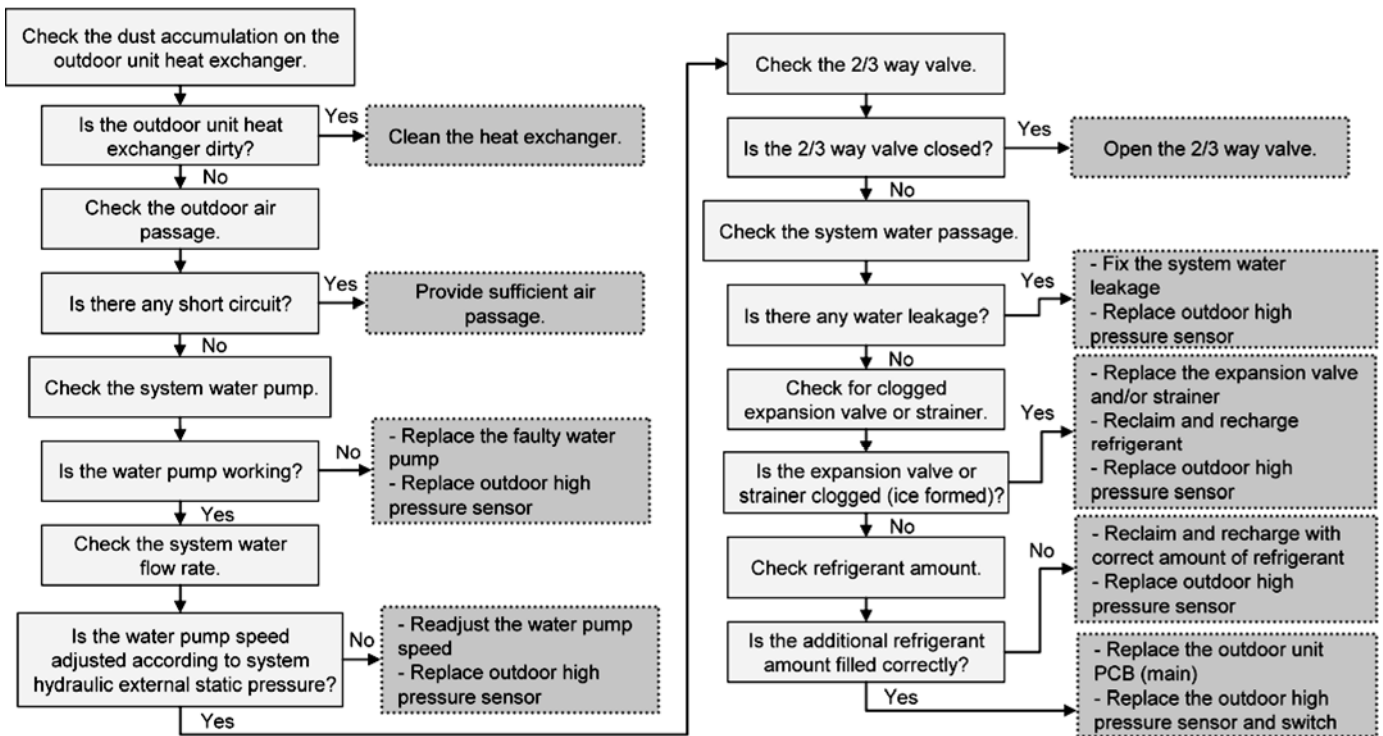 Check the dust accumulation on the
outdoor unit heat exchanger.
Is the outdoor unit heat
exchanger dirty?
Yes
Clean the heat exchanger.
No
Check the outdoor air
passage.
Is there any short circuit?
Yes
Provide sufficient air
passage.
No
Check the system water pump.
Is the water pump working?
No
- Replace the faulty water
pump
- Replace outdoor high
pressure sensor
Yes
Check the system water
flow rate.
Is the water pump speed
adjusted according to system
hydraulic external static pressure?
No
- Readjust the water pump
speed
- Replace outdoor high
pressure sensor
Yes
Check the 2/3 way valve.
Is the 2/3 way valve closed?
Yes
Open the 2/3 way valve.
No
Check the system water passage.
Is there any water leakage?
Yes
- Fix the system water
leakage
- Replace outdoor high
pressure sensor
No
Check for clogged
expansion valve or strainer.
Is the expansion valve or
strainer clogged (ice formed)?
Yes
- Replace the expansion valve
and/or strainer
- Reclaim and recharge
refrigerant
- Replace outdoor high
pressure sensor
No
Check refrigerant amount.
Is the additional refrigerant
amount filled correctly?
No
- Reclaim and recharge with
correct amount of refrigerant
- Replace outdoor high
pressure sensor
Yes
- Replace the outdoor unit
PCB (main)
- Replace the outdoor high
pressure sensor and switch